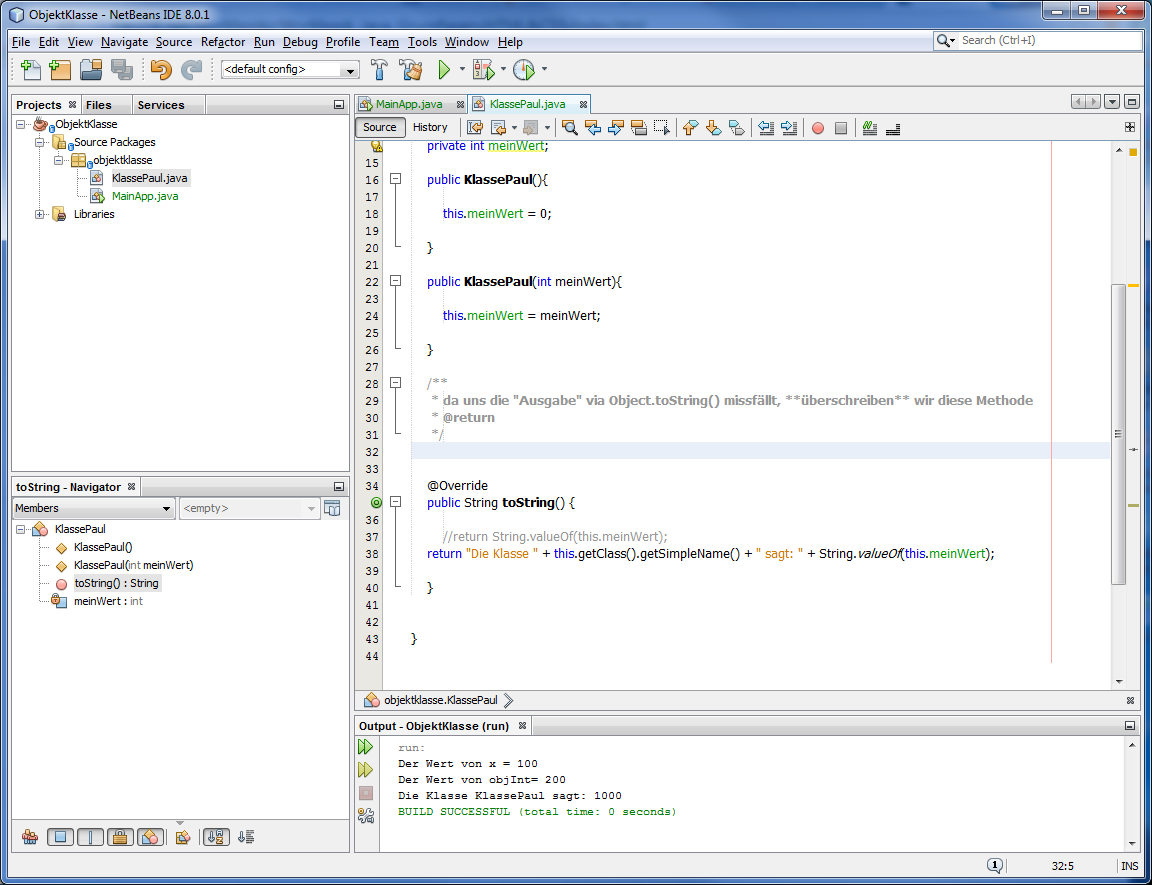 ObjektKlasse - NetBeans IDE 8.0.1
File Edit View Navigate Source Refactor Run Debug Profile Team Tools Window Help
Search (Ctrl+I)
<default config>
Projects Files Services
ObjektKlasse
Source Packages
objektklasse
KlassePaul.java
MainApp.java
Libraries
toString - Navigator
Members <empty>
KlassePaul
KlassePaul()
KlassePaul(int meinWert)
toString() : String
meinWert : int
MainApp.java KlassePaul.java
Source History
private int meinWert;
15
16 public KlassePaul(){
17
18 this.meinWert = 0;
19
20 }
21
22 public KlassePaul(int meinWert){
23
24 this.meinWert = meinWert;
25
26 }
27
28 /**
29 * da uns die "Ausgabe" via Object.toString() missfällt, **überschreiben** wir diese Methode
30 * @return
31 */
32
33
34 @Override
public String toString() {
36
37 //return String.valueOf(this.meinWert);
38 return "Die Klasse " + this.getClass().getSimpleName() + " sagt: " + String.valueOf(this.meinWert);
39
40 }
41
42
43 }
44
objektklasse.KlassePaul
Output - ObjektKlasse (run)
run:
Der Wert von x = 100
Der Wert von objInt= 200
Die Klasse KlassePaul sagt: 1000
BUILD SUCCESSFUL (total time: 0 seconds)
1 32:5 INS